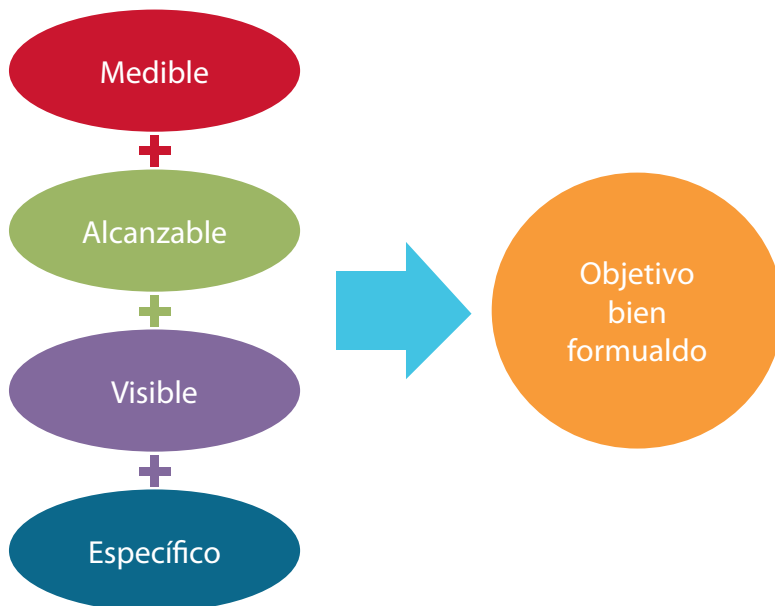 Medible
Alcanzable
Visible
Específico
Objetivo
bien
formualdo